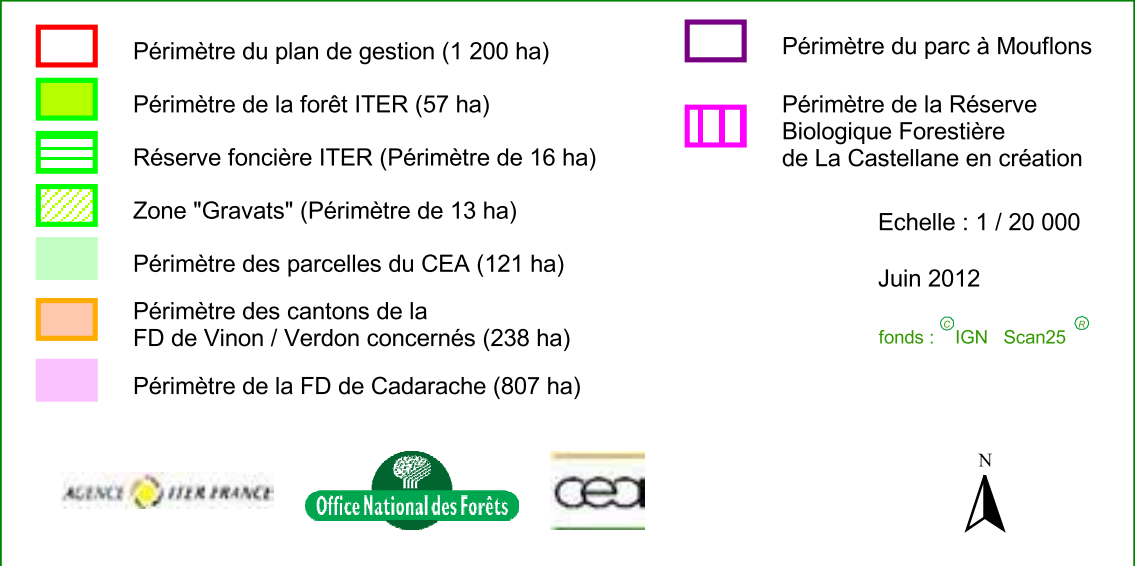 Périmètre du plan de gestion (1 200 ha)
Périmètre de la forêt ITER (57 ha)
Réserve foncière ITER (Périmètre de 16 ha)
Zone "Gravats" (Périmètre de 13 ha)
Périmètre des parcelles du CEA (121 ha)
Périmètre des cantons de la
FD de Vinon / Verdon concernés (238 ha)
Périmètre de la FD de Cadarache (807 ha)
Périmètre du parc à Mouflons
Périmètre de la Réserve
Biologique Forestière
de La Castellane en création
Echelle : 1 / 20 000
Juin 2012
fonds : © IGN Scan25 ®
AGENCE ITER FRANCE
Office National des Forêts
cea
N